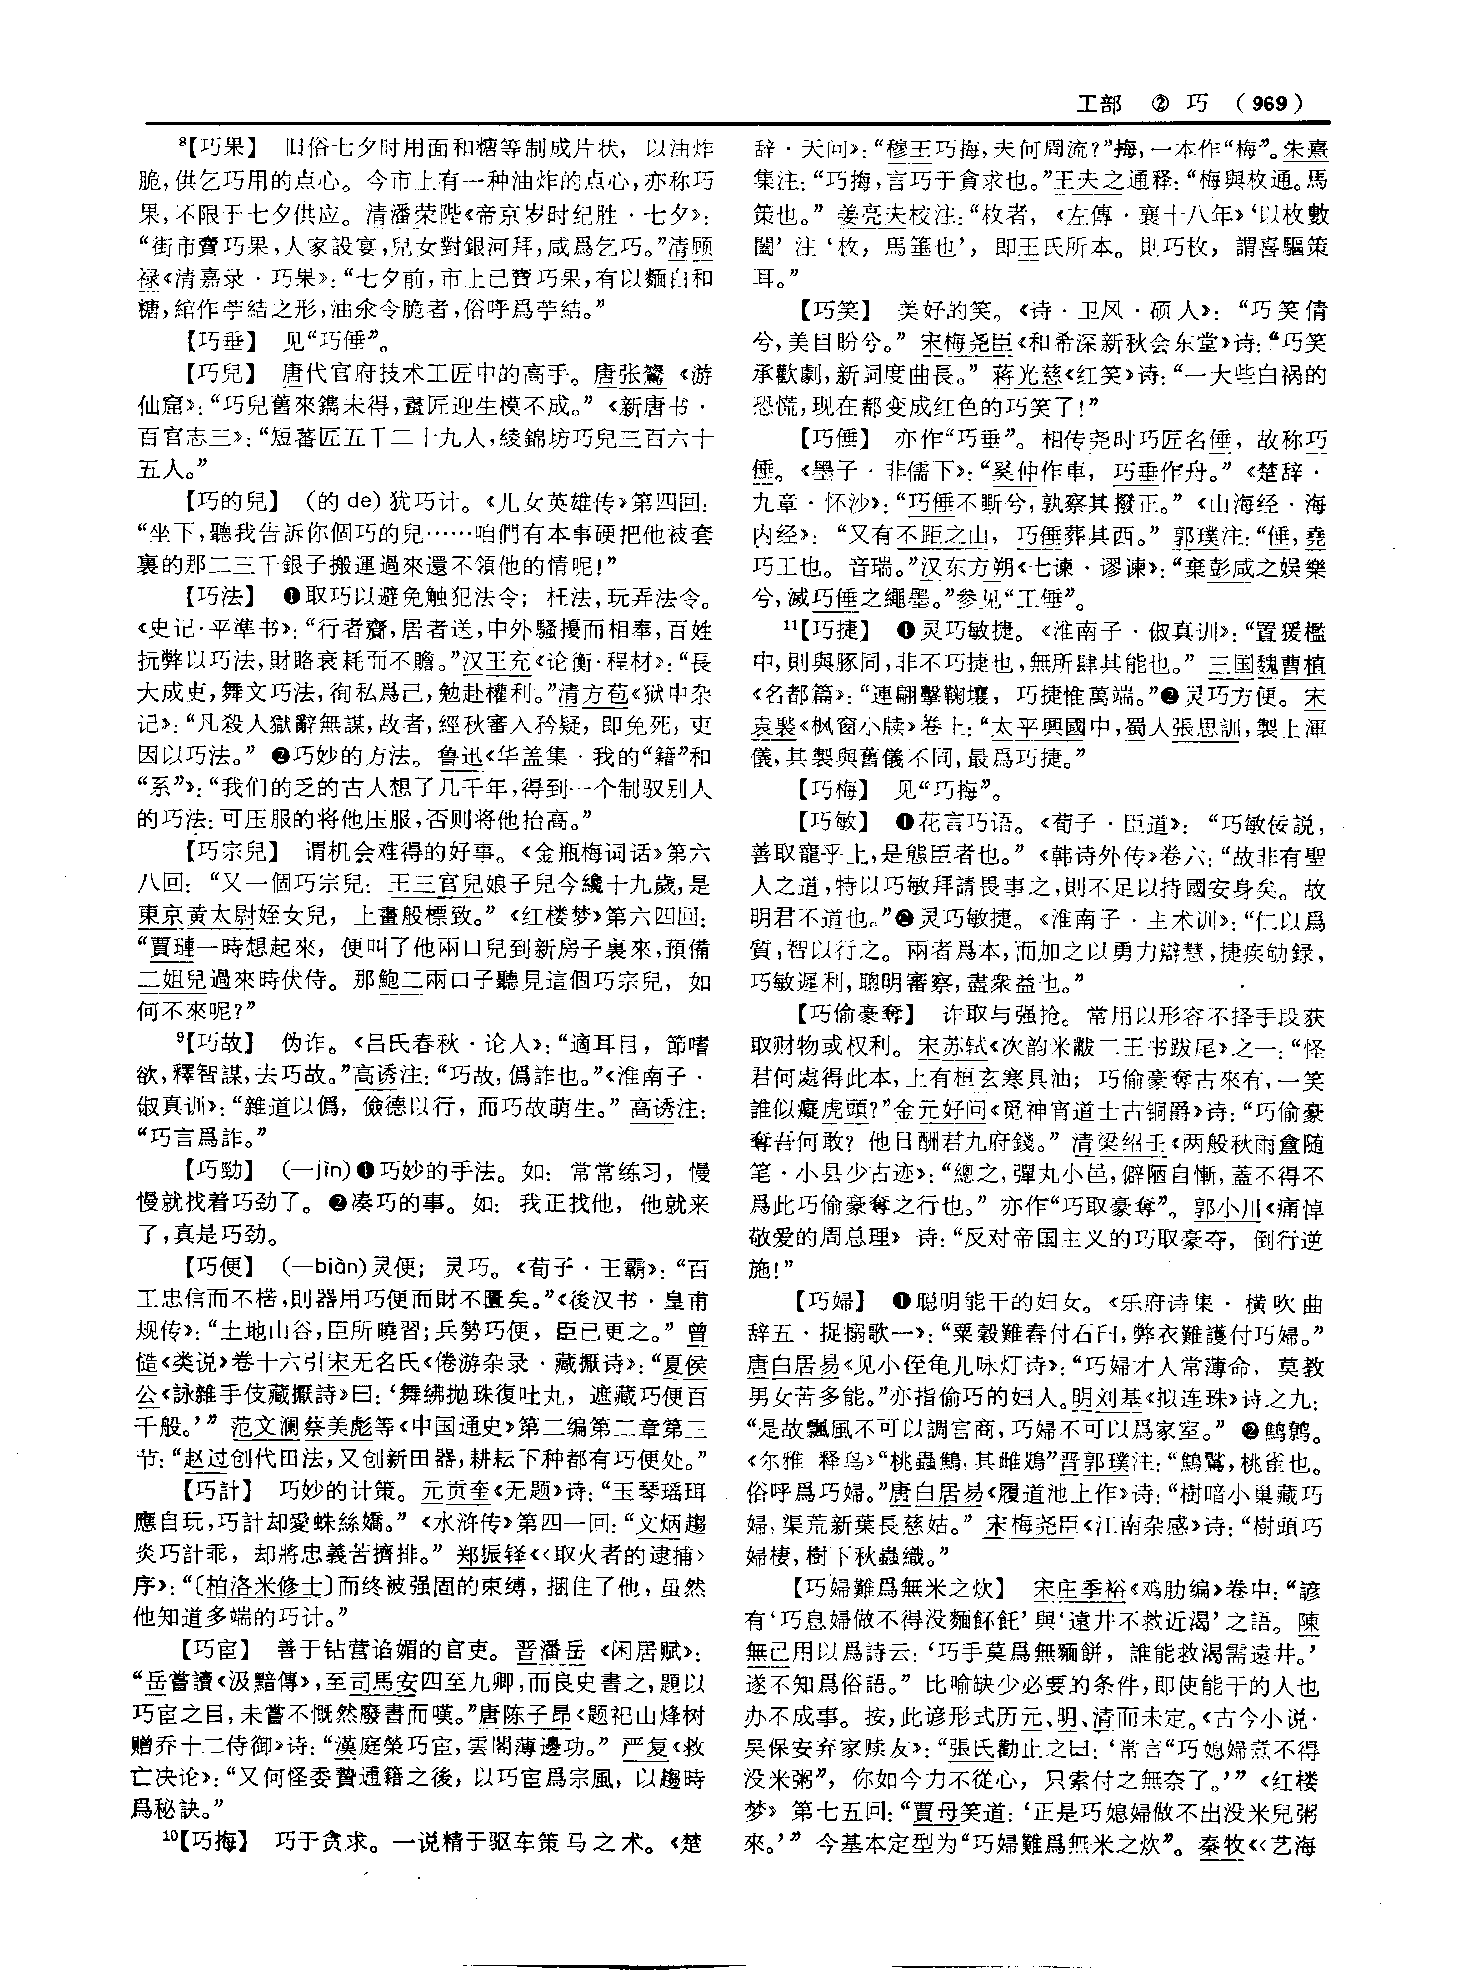 工部　②　巧　（969）
⁸【巧果】　旧俗七夕时用面和糖等制成片状，以油炸
脆，供乞巧用的点心。今市上有一种油炸的点心，亦称巧
果，不限于七夕供应。清潘荣陛《帝京岁时纪胜·七夕》：
“街市賣巧果，人家設宴，兒女對銀河拜，咸爲乞巧。”清顾
禄《清嘉录·巧果》：“七夕前，市上已賣巧果，有以麵白和
糖，綰作苧結之形，油汆令脆者，俗呼爲苧結。”
【巧垂】　见“巧倕”。
【巧兒】　唐代官府技术工匠中的高手。唐张鷟《游
仙窟》：“巧兒舊來鐫未得，畫匠迎生模不成。”《新唐书·
百官志三》：“短蕃匠五千二十九人，綾錦坊巧兒三百六十
五人。”
【巧的兒】　（的 de）犹巧计。《儿女英雄传》第四回：
“坐下，聽我告訴你個巧的兒……咱們有本事硬把他被套
裏的那二三千銀子搬運過來還不領他的情呢！”
【巧法】　❶取巧以避免触犯法令；枉法，玩弄法令。
《史记·平準书》：“行者齎，居者送，中外騷擾而相奉，百姓
抏弊以巧法，財賂衰耗而不贍。”汉王充《论衡·程材》：“長
大成吏，舞文巧法，徇私爲己，勉赴權利。”清方苞《狱中杂
记》：“凡殺人獄辭無謀，故者，經秋審入矜疑，即免死，吏
因以巧法。”　❷巧妙的方法。鲁迅《华盖集·我的“籍”和
“系”》：“我们的乏的古人想了几千年，得到一个制驭别人
的巧法：可压服的将他压服，否则将他抬高。”
【巧宗兒】　谓机会难得的好事。《金瓶梅词话》第六
八回：“又一個巧宗兒：王三官兒娘子兒今纔十九歲，是
東京黄太尉姪女兒，上畫般標致。”《红楼梦》第六四回：
“賈璉一時想起來，便叫了他兩口兒到新房子裏來，預備
二姐兒過來時伏侍。那鮑二兩口子聽見這個巧宗兒，如
何不來呢？”
⁹【巧故】　伪诈。《吕氏春秋·论人》：“適耳目，節嗜
欲，釋智謀，去巧故。”高诱注：“巧故，僞詐也。”《淮南子·
俶真训》：“雜道以僞，儉德以行，而巧故萌生。”高诱注：
“巧言爲詐。”
【巧勁】　（—jìn）❶巧妙的手法。如：常常练习，慢
慢就找着巧劲了。❷凑巧的事。如：我正找他，他就来
了，真是巧劲。
【巧便】　（—biàn）灵便；灵巧。《荀子·王霸》：“百
工忠信而不楛，則器用巧便而財不匱矣。”《後汉书·皇甫
规传》：“土地山谷，臣所曉習；兵勢巧便，臣已更之。”曾
慥《类说》卷十六引宋无名氏《倦游杂录·藏擫诗》：“夏侯
公《詠雜手伎藏擫詩》曰：‘舞絺抛珠復吐丸，遮藏巧便百
千般。’”范文澜蔡美彪等《中国通史》第二编第二章第三
节：“赵过创代田法，又创新田器，耕耘下种都有巧便处。”
【巧計】　巧妙的计策。元贡奎《无题》诗：“玉琴瑶珥
應自玩，巧計却愛蛛絲嬌。”《水浒传》第四一回：“文炳趨
炎巧計乖，却將忠義苦擠排。”郑振铎《〈取火者的逮捕〉
序》：“〔柏洛米修士〕而终被强固的束缚，捆住了他，虽然
他知道多端的巧计。”
【巧宦】　善于钻营谄媚的官吏。晋潘岳《闲居赋》：
“岳嘗讀《汲黯傳》，至司馬安四至九卿，而良史書之，題以
巧宦之目，未嘗不慨然廢書而嘆。”唐陈子昂《题祀山烽树
赠乔十二侍御》诗：“漢庭榮巧宦，雲閣薄邊功。”严复《救
亡决论》：“又何怪委贄通籍之後，以巧宦爲宗風，以趨時
爲秘訣。”
¹⁰【巧挴】　巧于贪求。一说精于驱车策马之术。《楚
辞·天问》：“穆王巧挴，夫何周流？”挴，一本作“梅”。朱熹
集注：“巧挴，言巧于貪求也。”王夫之通释：“梅與枚通。馬
策也。”姜亮夫校注：“枚者，《左傳·襄十八年》‘以枚數
闔’注‘枚，馬箠也’，即王氏所本。則巧枚，謂善驅策
耳。”
【巧笑】　美好的笑。《诗·卫风·硕人》：“巧笑倩
兮，美目盼兮。”宋梅尧臣《和希深新秋会东堂》诗：“巧笑
承歡劇，新詞度曲長。”蒋光慈《红笑》诗：“一大些白祸的
恐慌，现在都变成红色的巧笑了！”
【巧倕】　亦作“巧垂”。相传尧时巧匠名倕，故称巧
倕。《墨子·非儒下》：“奚仲作車，巧垂作舟。”《楚辞·
九章·怀沙》：“巧倕不斲兮，孰察其撥正。”《山海经·海
内经》：“又有不距之山，巧倕葬其西。”郭璞注：“倕，堯
巧工也。音瑞。”汉东方朔《七谏·谬谏》：“棄彭咸之娱樂
兮，滅巧倕之繩墨。”参见“工倕”。
¹¹【巧捷】　❶灵巧敏捷。《淮南子·俶真训》：“置猨檻
中，則與豚同，非不巧捷也，無所肆其能也。”三国魏曹植
《名都篇》：“連翩擊鞠壤，巧捷惟萬端。”❷灵巧方便。宋
袁褧《枫窗小牍》卷上：“太平興國中，蜀人張思訓，製上渾
儀，其製與舊儀不同，最爲巧捷。”
【巧梅】　见“巧挴”。
【巧敏】　❶花言巧语。《荀子·臣道》：“巧敏佞説，
善取寵乎上，是態臣者也。”《韩诗外传》卷六：“故非有聖
人之道，特以巧敏拜請畏事之，則不足以持國安身矣。故
明君不道也。”❷灵巧敏捷。《淮南子·主术训》：“仁以爲
質，智以行之。兩者爲本，而加之以勇力辯慧，捷疾劬録，
巧敏遲利，聰明審察，盡衆益也。”
【巧偷豪奪】　诈取与强抢。常用以形容不择手段获
取财物或权利。宋苏轼《次韵米黻二王书跋尾》之一：“怪
君何處得此本，上有桓玄寒具油；巧偷豪奪古來有，一笑
誰似癡虎頭？”金元好问《觅神宵道士古铜爵》诗：“巧偷豪
奪吾何敢？他日酬君九府錢。”清梁绍壬《两般秋雨盦随
笔·小县少古迹》：“總之，彈丸小邑，僻陋自慚，蓋不得不
爲此巧偷豪奪之行也。”亦作“巧取豪奪”。郭小川《痛悼
敬爱的周总理》诗：“反对帝国主义的巧取豪夺，倒行逆
施！”
【巧婦】　❶聪明能干的妇女。《乐府诗集·横吹曲
辞五·捉搦歌一》：“粟穀難舂付石臼，弊衣難護付巧婦。”
唐白居易《见小侄龟儿咏灯诗》：“巧婦才人常薄命，莫教
男女苦多能。”亦指偷巧的妇人。明刘基《拟连珠》诗之九：
“是故飄風不可以調宫商，巧婦不可以爲家室。”　❷鹪鹩。
《尔雅 释鸟》“桃蟲鷦，其雌鴱”晋郭璞注：“鷦鷯，桃雀也。
俗呼爲巧婦。”唐白居易《履道池上作》诗：“樹暗小巢藏巧
婦，渠荒新葉長慈姑。”宋梅尧臣《江南杂感》诗：“樹頭巧
婦棲，樹下秋蟲織。”
【巧婦難爲無米之炊】　宋庄季裕《鸡肋编》卷中：“諺
有‘巧息婦做不得没麵飥飥’與‘遠井不救近渴’之語。陳
無己用以爲詩云：‘巧手莫爲無麵餅，誰能救渴需遠井。’
遂不知爲俗語。”比喻缺少必要的条件，即使能干的人也
办不成事。按，此谚形式历元、明、清而未定。《古今小说·
吴保安弃家赎友》：“張氏勸止之曰：‘常言“巧媳婦煮不得
没米粥”，你如今力不從心，只索付之無奈了。’”《红楼
梦》第七五回：“賈母笑道：‘正是巧媳婦做不出没米兒粥
來。’”今基本定型为“巧婦難爲無米之炊”。秦牧《〈艺海